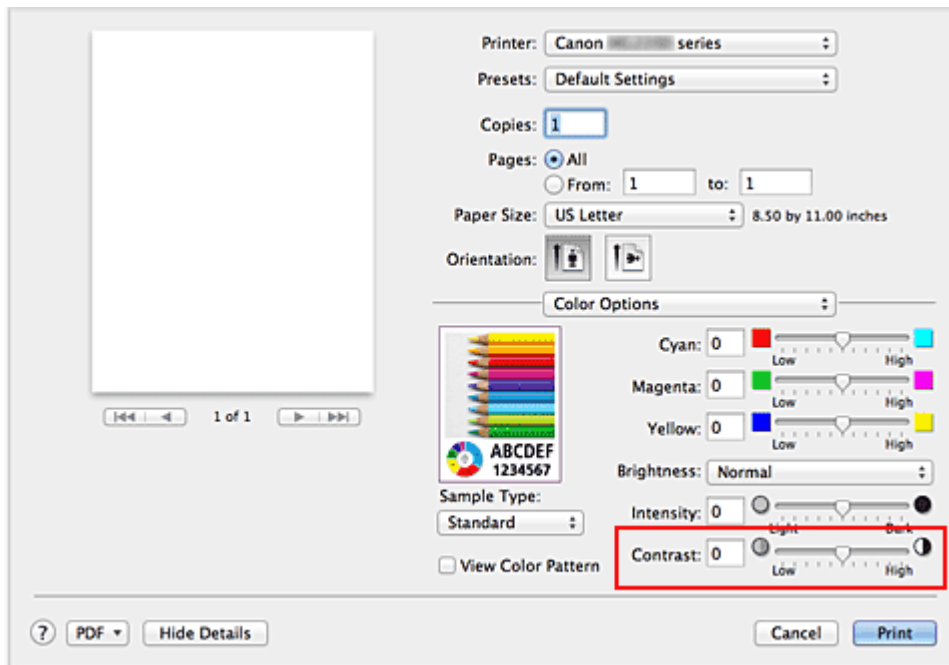 Printer: Canon series
Presets: Default Settings
Copies: 1
Pages: All
From: 1 to: 1
Paper Size: US Letter 8.50 by 11.00 inches
Orientation:
Color Options
1 of 1
ABCDEF
1234567
Sample Type:
Standard
View Color Pattern
Cyan: 0
Low High
Magenta: 0
Low High
Yellow: 0
Low High
Brightness: Normal
Intensity: 0
Light Dark
Contrast: 0
Low High
? PDF Hide Details Cancel Print